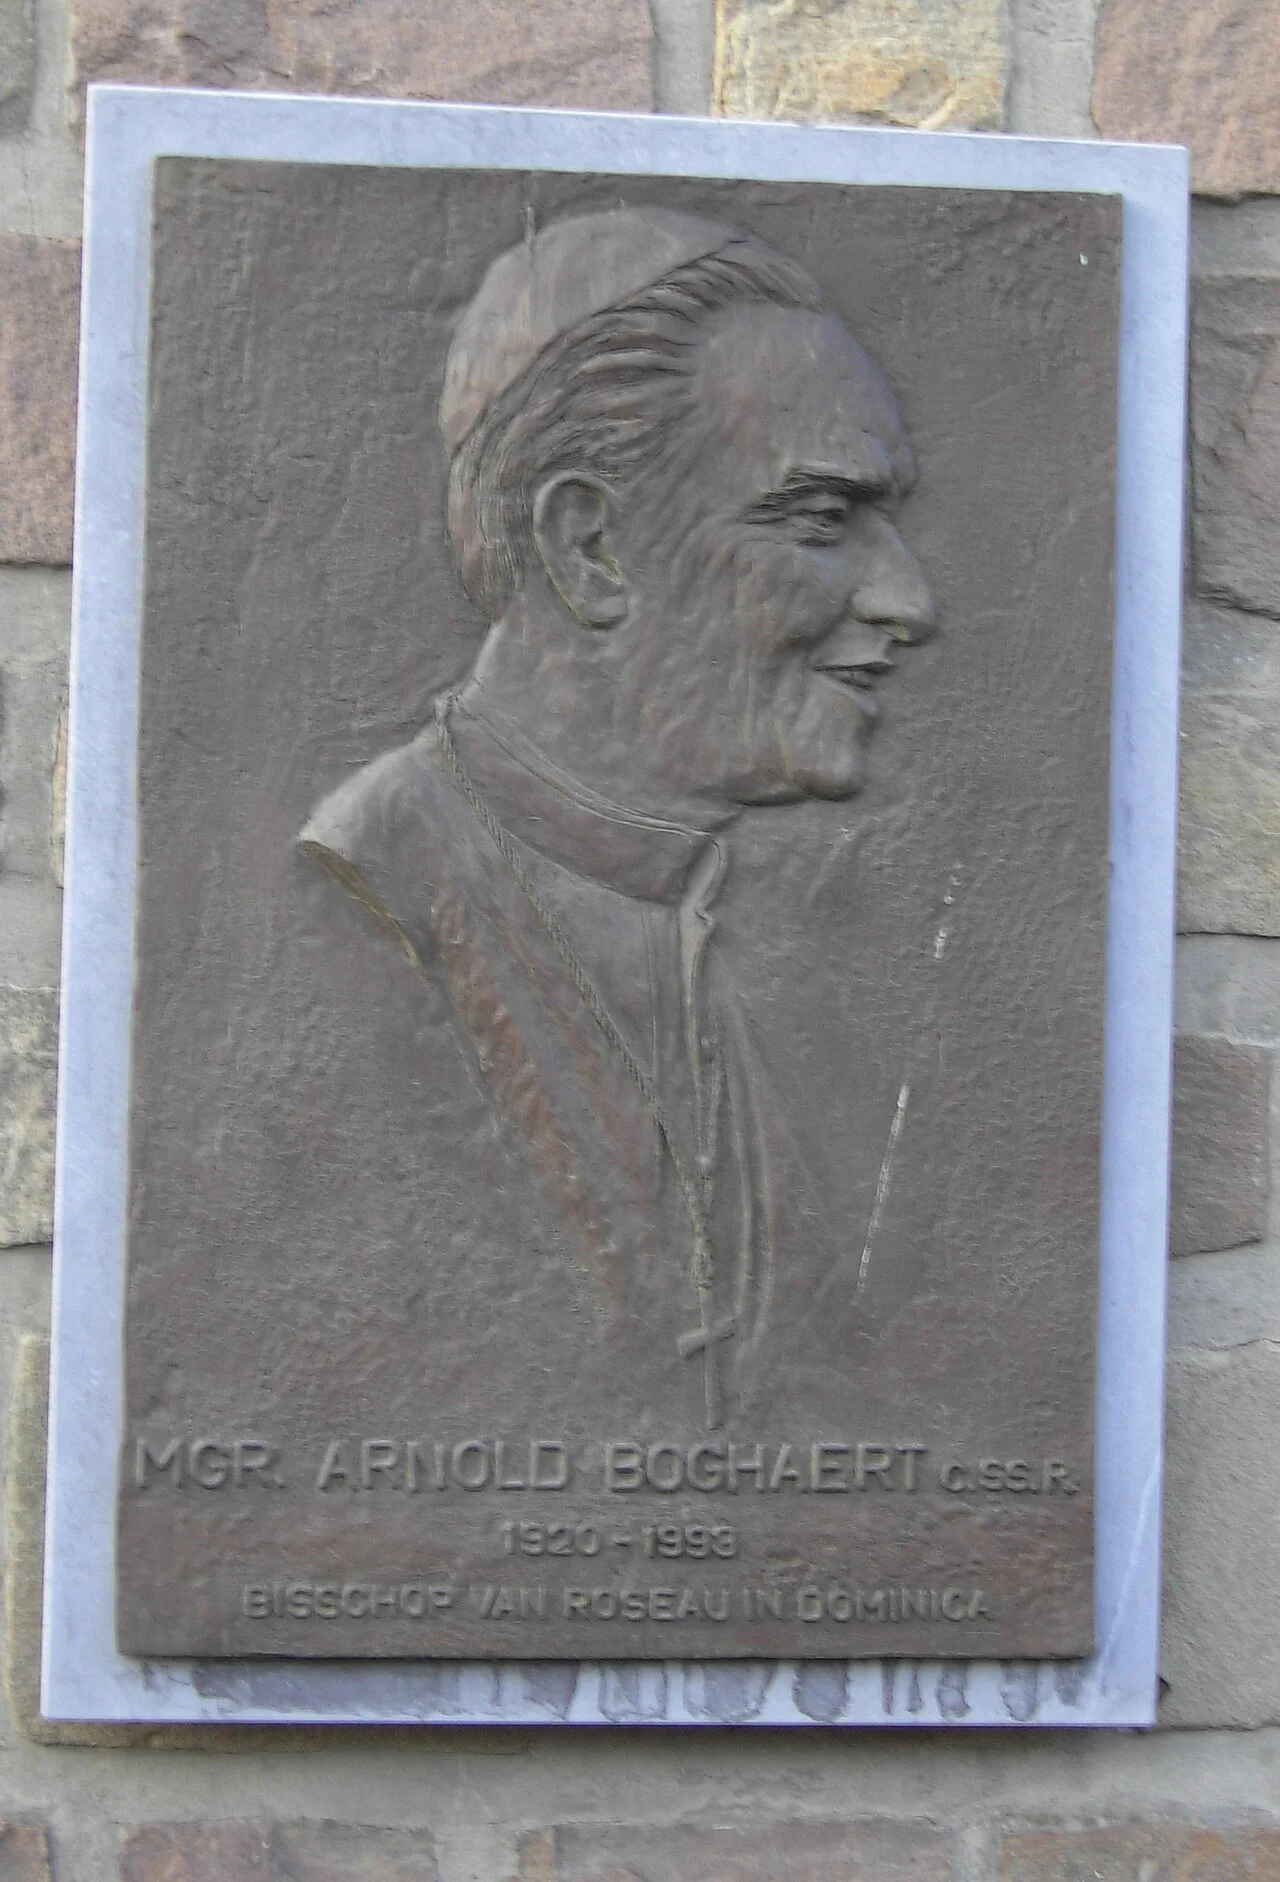 MGR. ARNOLD BOGHAERT C.SS.R.
1920 - 1993
BISSCHOP VAN ROSEAU IN DOMINICA